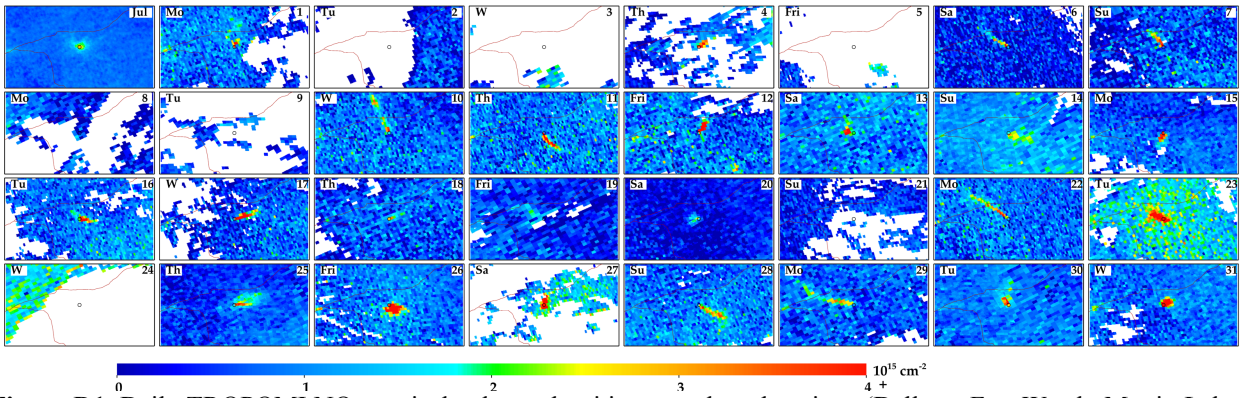 Jul Mo 1 Tu 2 W 3 Th 4 Fri 5 Sa 6 Su 7
Mo 8 Tu 9 W 10 Th 11 Fri 12 Sa 13 Su 14 Mo 15
Tu 16 W 17 Th 18 Fri 19 Sa 20 Su 21 Mo 22 Tu 23
W 24 Th 25 Fri 26 Sa 27 Su 28 Mo 29 Tu 30 W 31
0 1 2 3 4 + 10¹⁵ cm⁻²
Daily TROPOMI NO